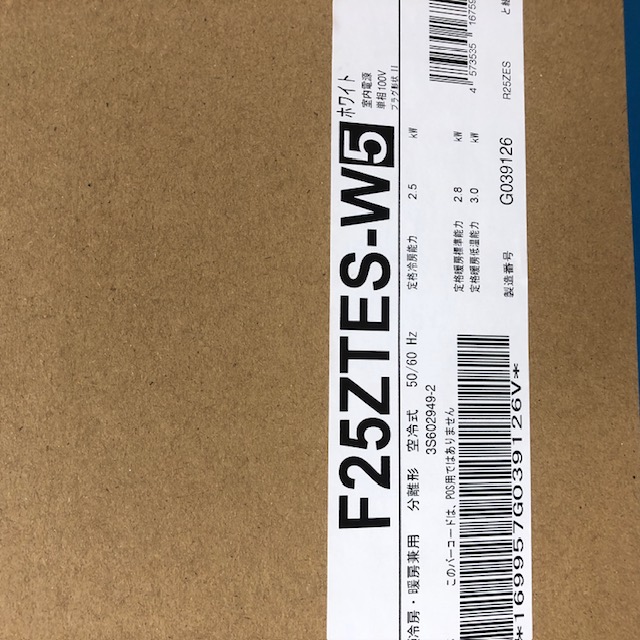 F25ZTES-W5
ホワイト
室内電源
単相100V
プラグ形状
冷房・暖房兼用 分離形 空冷式 50/60 Hz
定格冷房能力 2.5 kW
3S602949-2
定格暖房標準能力 2.8 kW
定格暖房低温能力 3.0 kW
このバーコードは、POS用ではありません
4 573535 16759
*169957G039126V*
製造番号 G039126
R25ZES